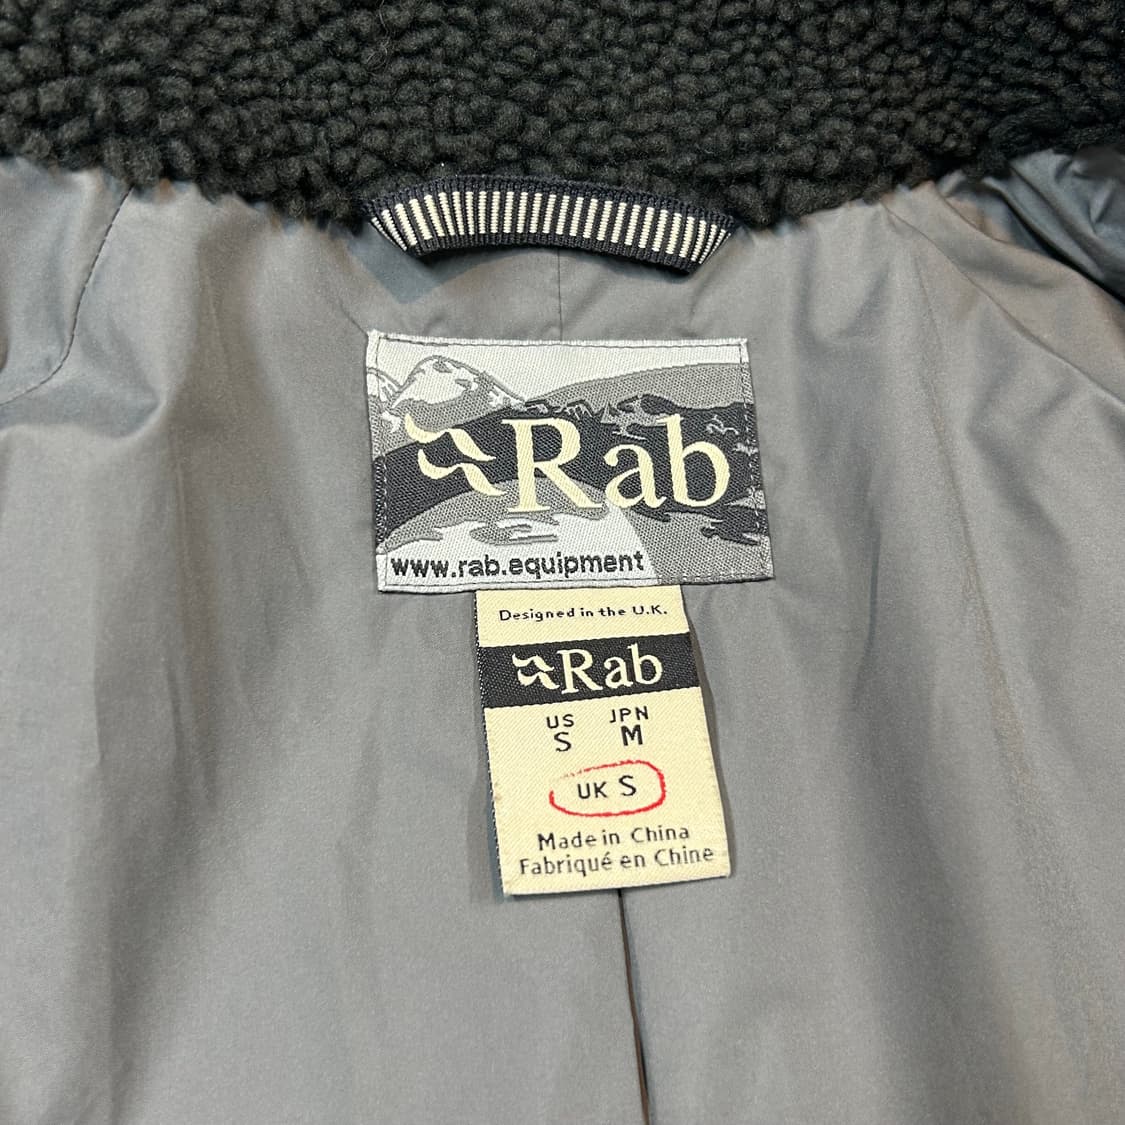 Rab
www.rab.equipment
Designed in the U.K.
Rab
US JPN
S M
UK S
Made in China
Fabriqué en Chine